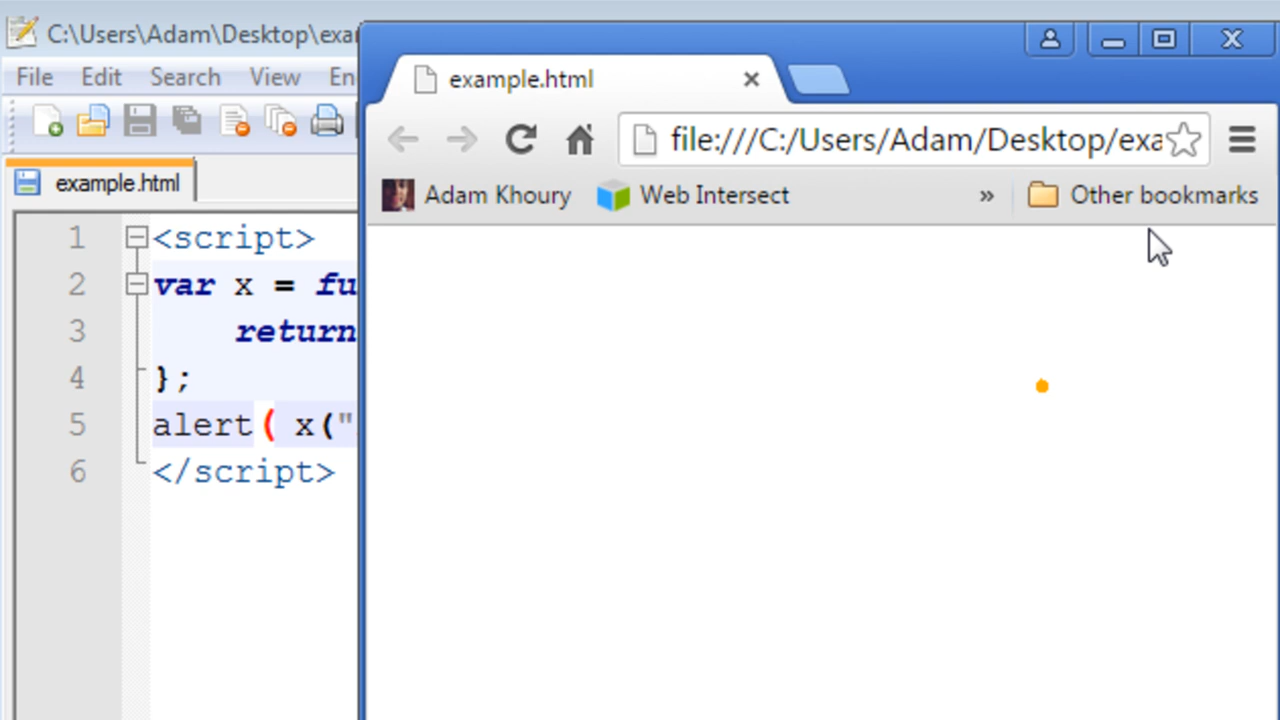 C:\Users\Adam\Desktop\exa
File Edit Search View En
example.html
1 <script>
2 var x = fu
3 return
4 };
5 alert( x("
6 </script>
example.html
file:///C:/Users/Adam/Desktop/exa
Adam Khoury Web Intersect » Other bookmarks